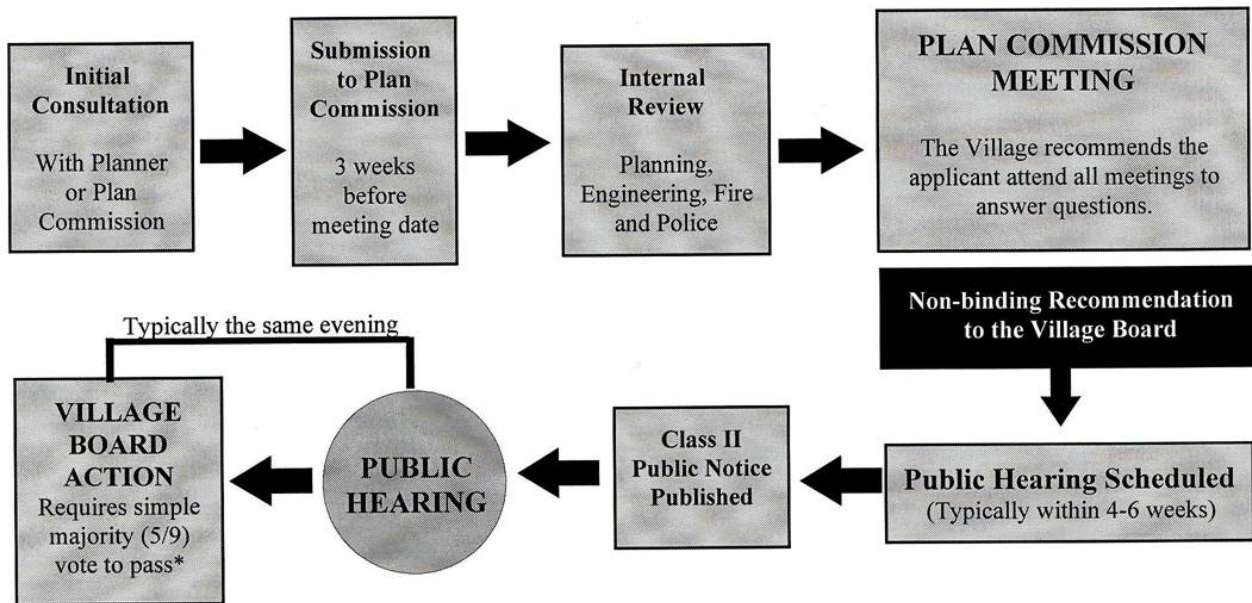 Initial
Consultation
With Planner
or Plan
Commission
Submission
to Plan
Commission
3 weeks
before
meeting date
Internal
Review
Planning,
Engineering, Fire
and Police
PLAN COMMISSION
MEETING
The Village recommends the
applicant attend all meetings to
answer questions.
Non-binding Recommendation
to the Village Board
Public Hearing Scheduled
(Typically within 4-6 weeks)
Class II
Public Notice
Published
PUBLIC
HEARING
Typically the same evening
VILLAGE
BOARD
ACTION
Requires simple
majority (5/9)
vote to pass*